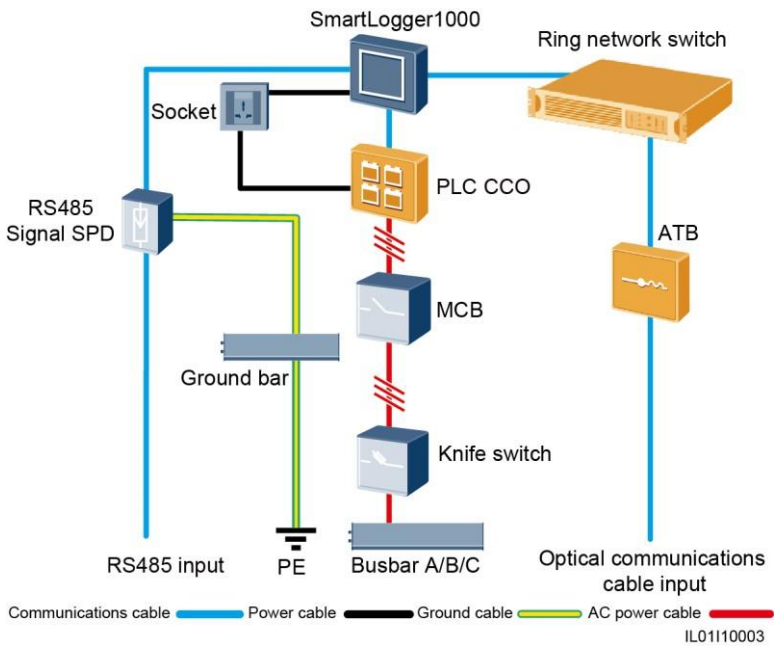 SmartLogger1000
Ring network switch
Socket
PLC CCO
RS485
Signal SPD
ATB
MCB
Ground bar
Knife switch
RS485 input
PE
Busbar A/B/C
Optical communications
cable input
Communications cable
Power cable
Ground cable
AC power cable
IL01I10003